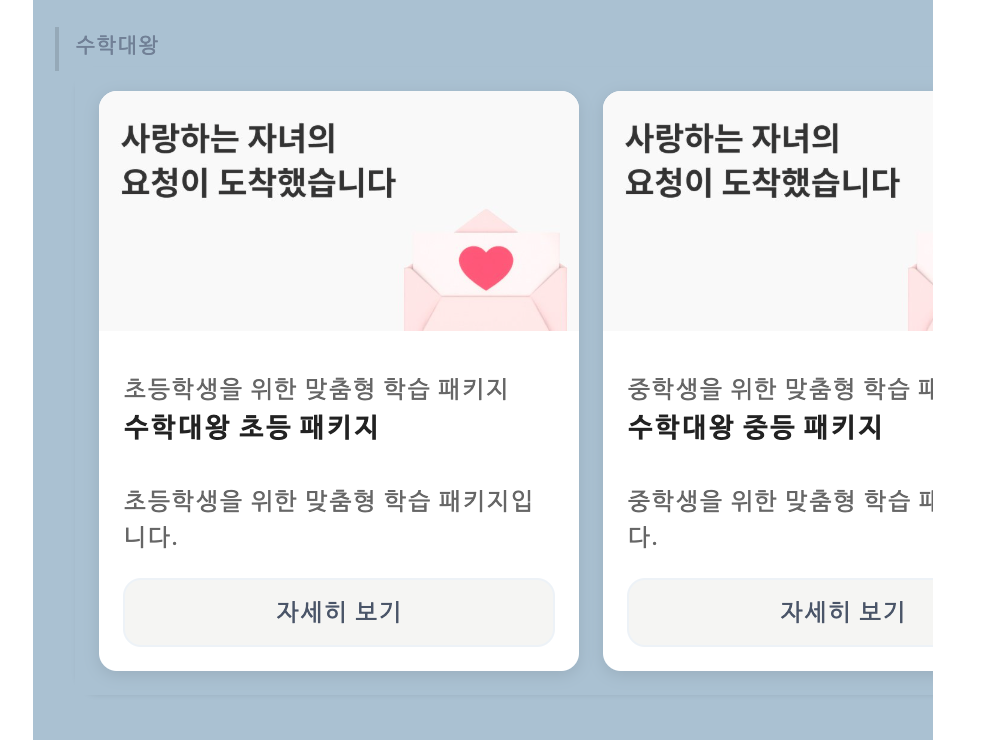 수학대왕
사랑하는 자녀의
요청이 도착했습니다
초등학생을 위한 맞춤형 학습 패키지
수학대왕 초등 패키지
초등학생을 위한 맞춤형 학습 패키지입
니다.
자세히 보기
사랑하는 자녀의
요청이 도착했습니다
중학생을 위한 맞춤형 학습
수학대왕 중등 패키지
중학생을 위한 맞춤형 학습
다.
자세히 보기